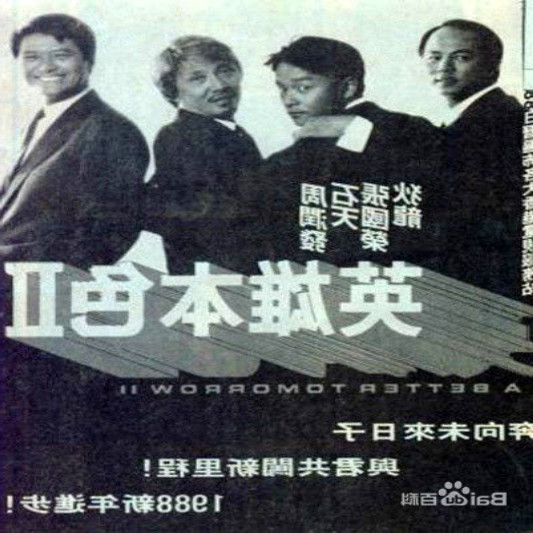 狄龍
張國榮
石天
周潤發
英雄本色II
A BETTER TOMORROW II
奔向未來日子
與君共闖新里程！
1988新年進步！
Bai百科